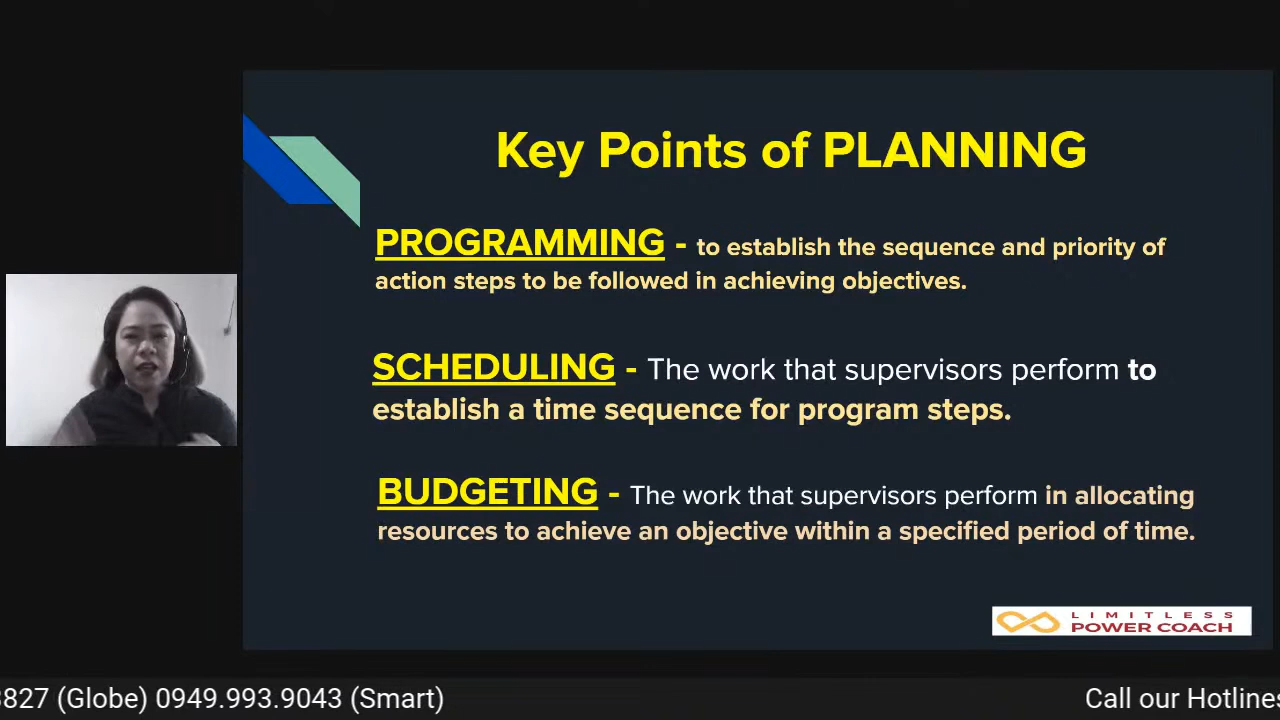 Key Points of PLANNING
PROGRAMMING - to establish the sequence and priority of
action steps to be followed in achieving objectives.
SCHEDULING - The work that supervisors perform to
establish a time sequence for program steps.
BUDGETING - The work that supervisors perform in allocating
resources to achieve an objective within a specified period of time.
LIMITLESS
POWER COACH
827 (Globe) 0949.993.9043 (Smart) Call our Hotlines